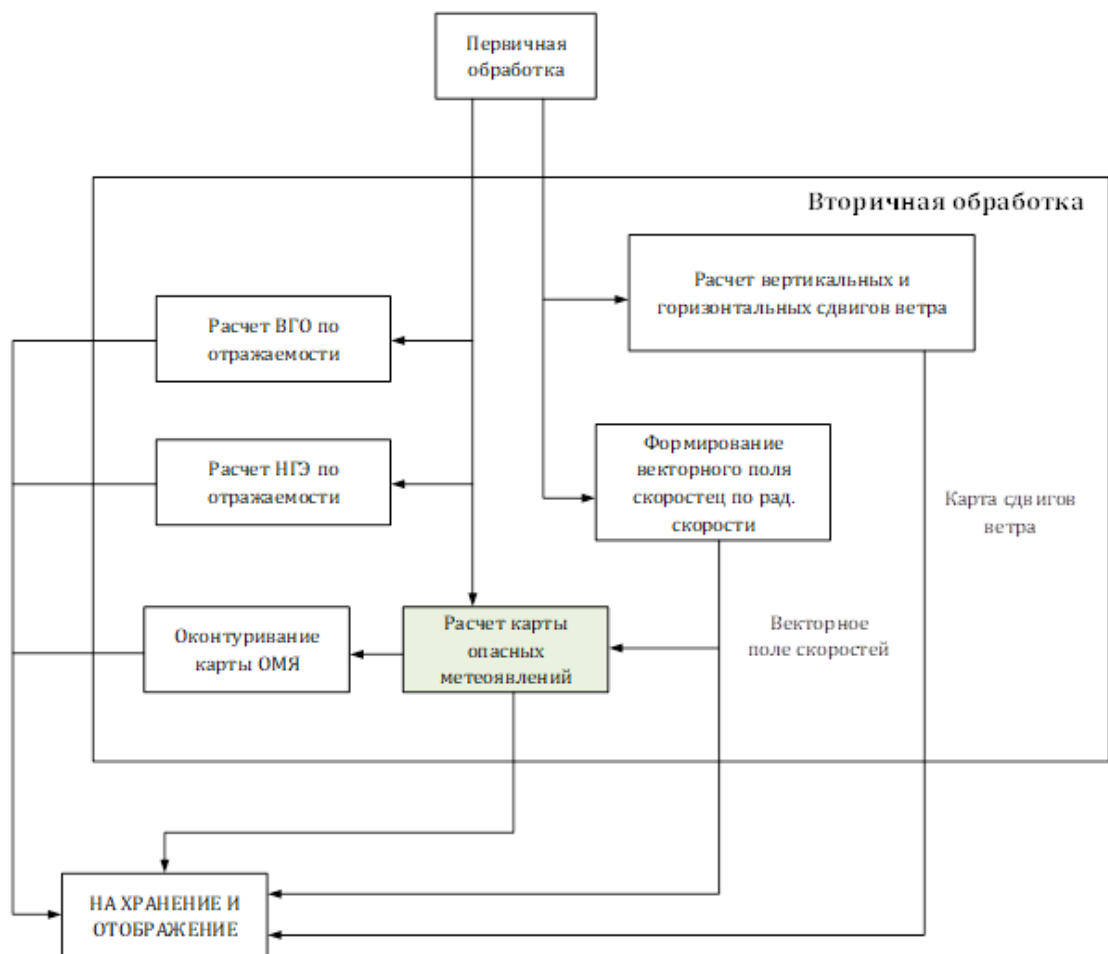 Первичная
обработка
Вторичная обработка
Расчет вертикальных и
горизонтальных сдвигов ветра
Расчет ВГО по
отражаемости
Формирование
векторного поля
скоростец по рад.
скорости
Расчет НГЭ по
отражаемости
Карта сдвигов
ветра
Расчет карты
опасных
метеоявлений
Оконтуривание
карты ОМЯ
Векторное
поле скоростей
НА ХРАНЕНИЕ И
ОТОБРАЖЕНИЕ